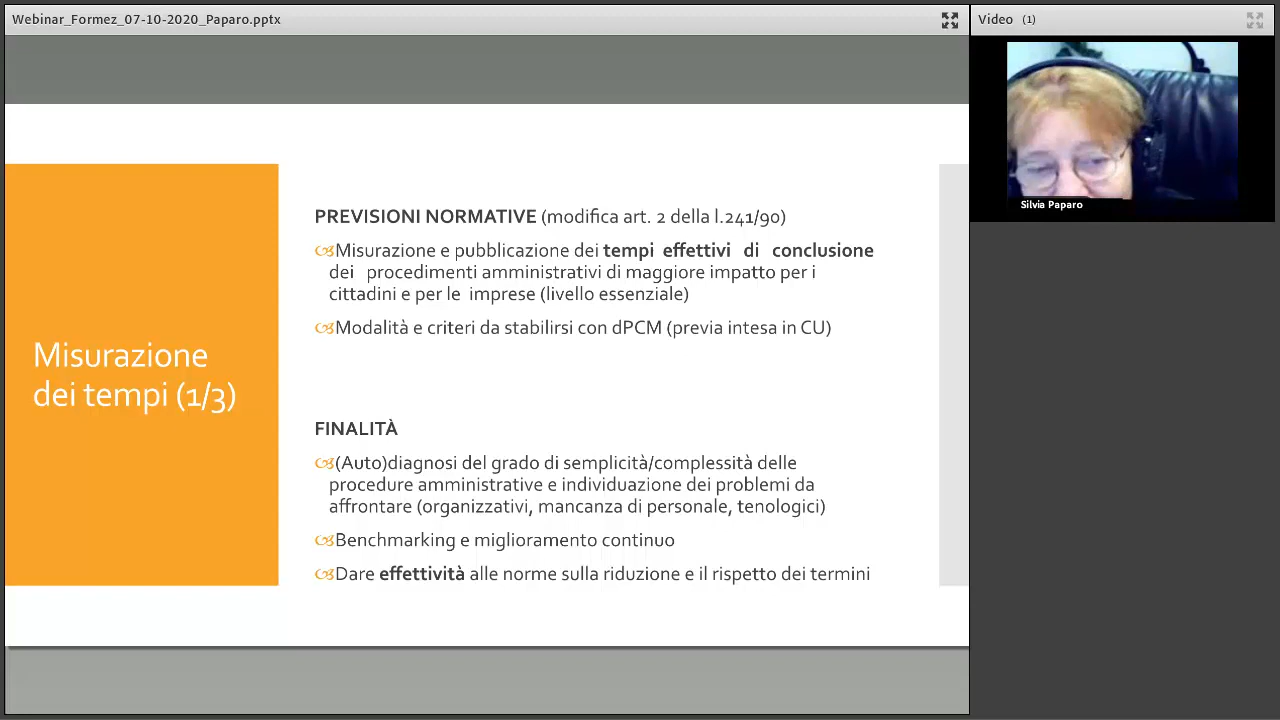 Webinar_Formez_07-10-2020_Paparo.pptx
Video (1)
Silvia Paparo
Misurazione
dei tempi (1/3)
PREVISIONI NORMATIVE (modifica art. 2 della l.241/90)
Misurazione e pubblicazione dei tempi effettivi di conclusione
dei procedimenti amministrativi di maggiore impatto per i
cittadini e per le imprese (livello essenziale)
Modalità e criteri da stabilirsi con dPCM (previa intesa in CU)
FINALITÀ
(Auto)diagnosi del grado di semplicità/complessità delle
procedure amministrative e individuazione dei problemi da
affrontare (organizzativi, mancanza di personale, tenologici)
Benchmarking e miglioramento continuo
Dare effettività alle norme sulla riduzione e il rispetto dei termini